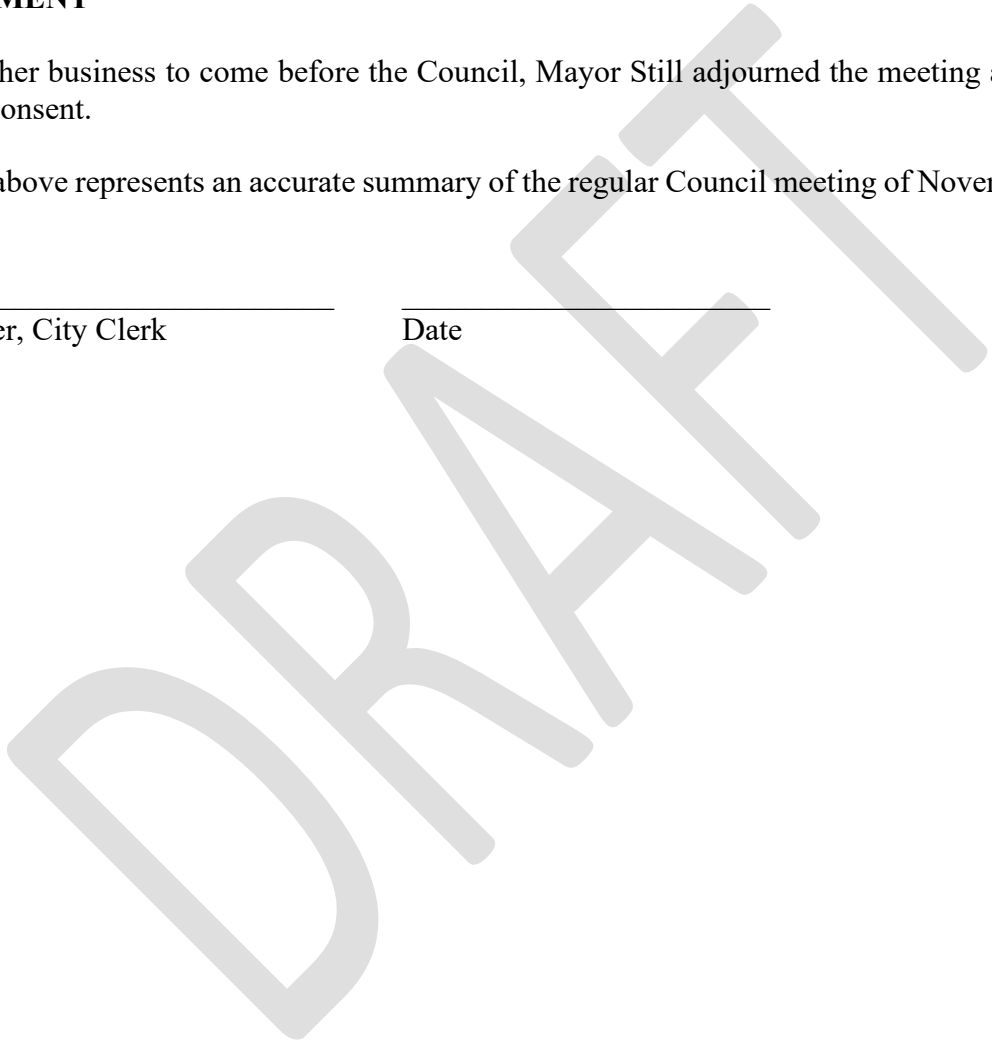 MENT
her business to come before the Council, Mayor Still adjourned the meeting a
onsent.
above represents an accurate summary of the regular Council meeting of Nover
er, City Clerk
Date
DRAFT